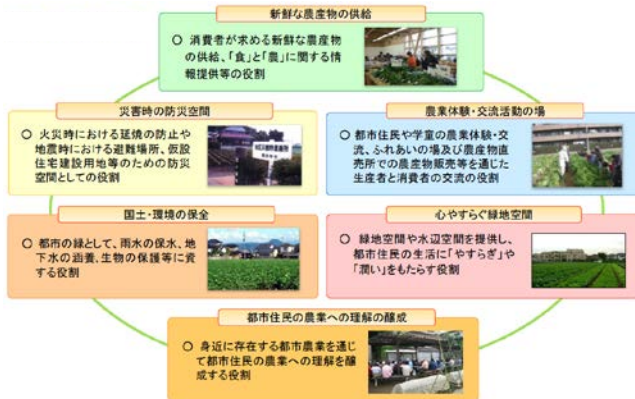 新鮮な農産物の供給
○ 消費者が求める新鮮な農産物
の供給、「食」と「農」に関する情
報提供等の役割
災害時の防災空間
○ 火災時における延焼の防止や
地震時における避難場所、仮設
住宅建設用地等のための防災
空間としての役割
農業体験・交流活動の場
○ 都市住民や学童の農業体験・交
流、ふれあいの場及び農産物直
売所での農産物販売等を通じた
生産者と消費者の交流の役割
国土・環境の保全
○ 都市の緑として、雨水の保水、地
下水の涵養、生物の保護等に資
する役割
心やすらぐ緑地空間
○ 緑地空間や水辺空間を提供し、
都市住民の生活に「やすらぎ」や
「潤い」をもたらす役割
都市住民の農業への理解の醸成
○ 身近に存在する都市農業を通じ
て都市住民の農業への理解を醸
成する役割